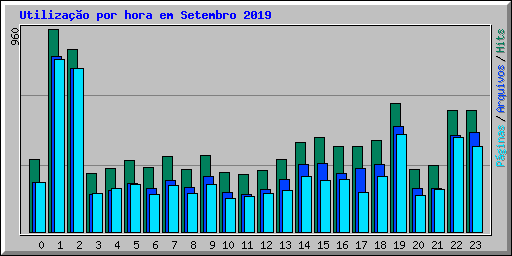 Utilização por hora em Setembro 2019
960
Páginas / Arquivos / Hits
0 1 2 3 4 5 6 7 8 9 10 11 12 13 14 15 16 17 18 19 20 21 22 23